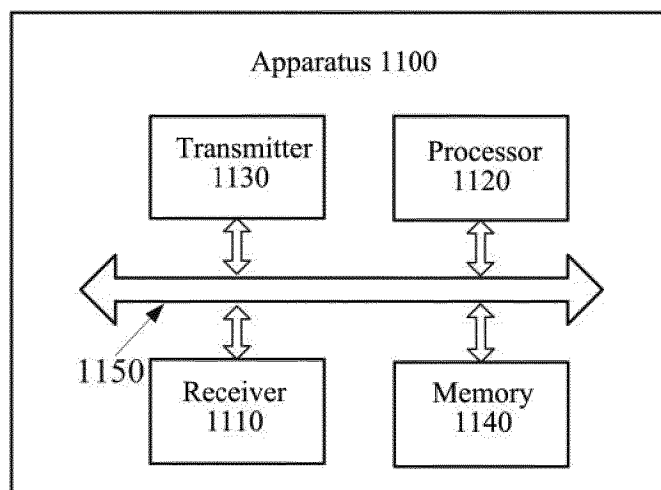 Apparatus 1100
Transmitter
1130
Processor
1120
1150
Receiver
1110
Memory
1140